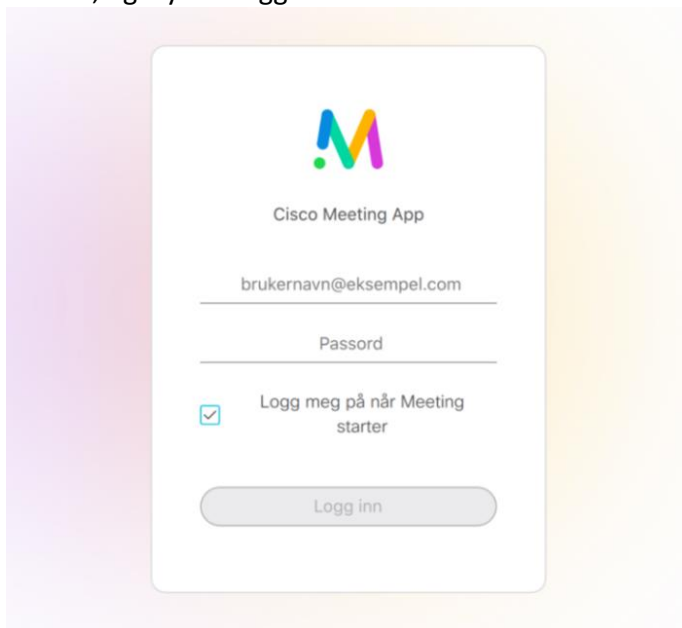 Cisco Meeting App
brukernavn@eksempel.com
Passord
Logg meg på når Meeting
starter
Logg inn